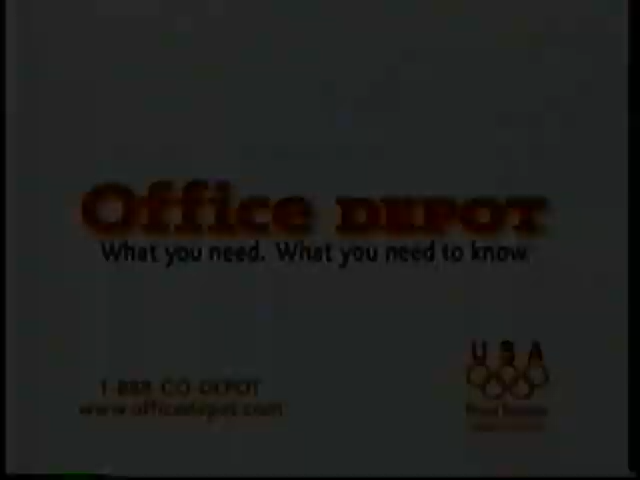 Office DEPOT
What you need. What you need to know.
1-888-GO-DEPOT
www.officedepot.com
USA